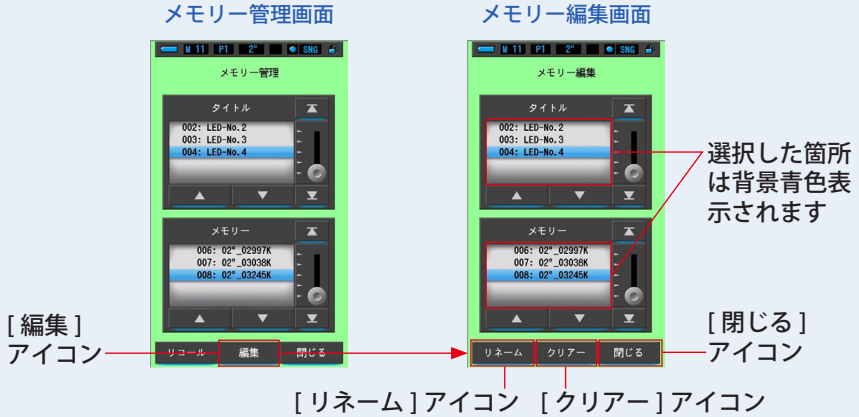 メモリー管理画面
M 11 P1 2° SNG
メモリー管理
タイトル
002: LED-No.2
003: LED-No.3
004: LED-No.4
メモリー
006: 02°_02997K
007: 02°_03038K
008: 02°_03245K
リコール 編集 閉じる
[ 編集 ]
アイコン
メモリー編集画面
M 11 P1 2° SNG
メモリー編集
タイトル
002: LED-No.2
003: LED-No.3
004: LED-No.4
メモリー
006: 02°_02997K
007: 02°_03038K
008: 02°_03245K
リネーム クリアー 閉じる
選択した箇所
は背景青色表
示されます
[ 閉じる ]
アイコン
[ リネーム ] アイコン
[ クリアー ] アイコン